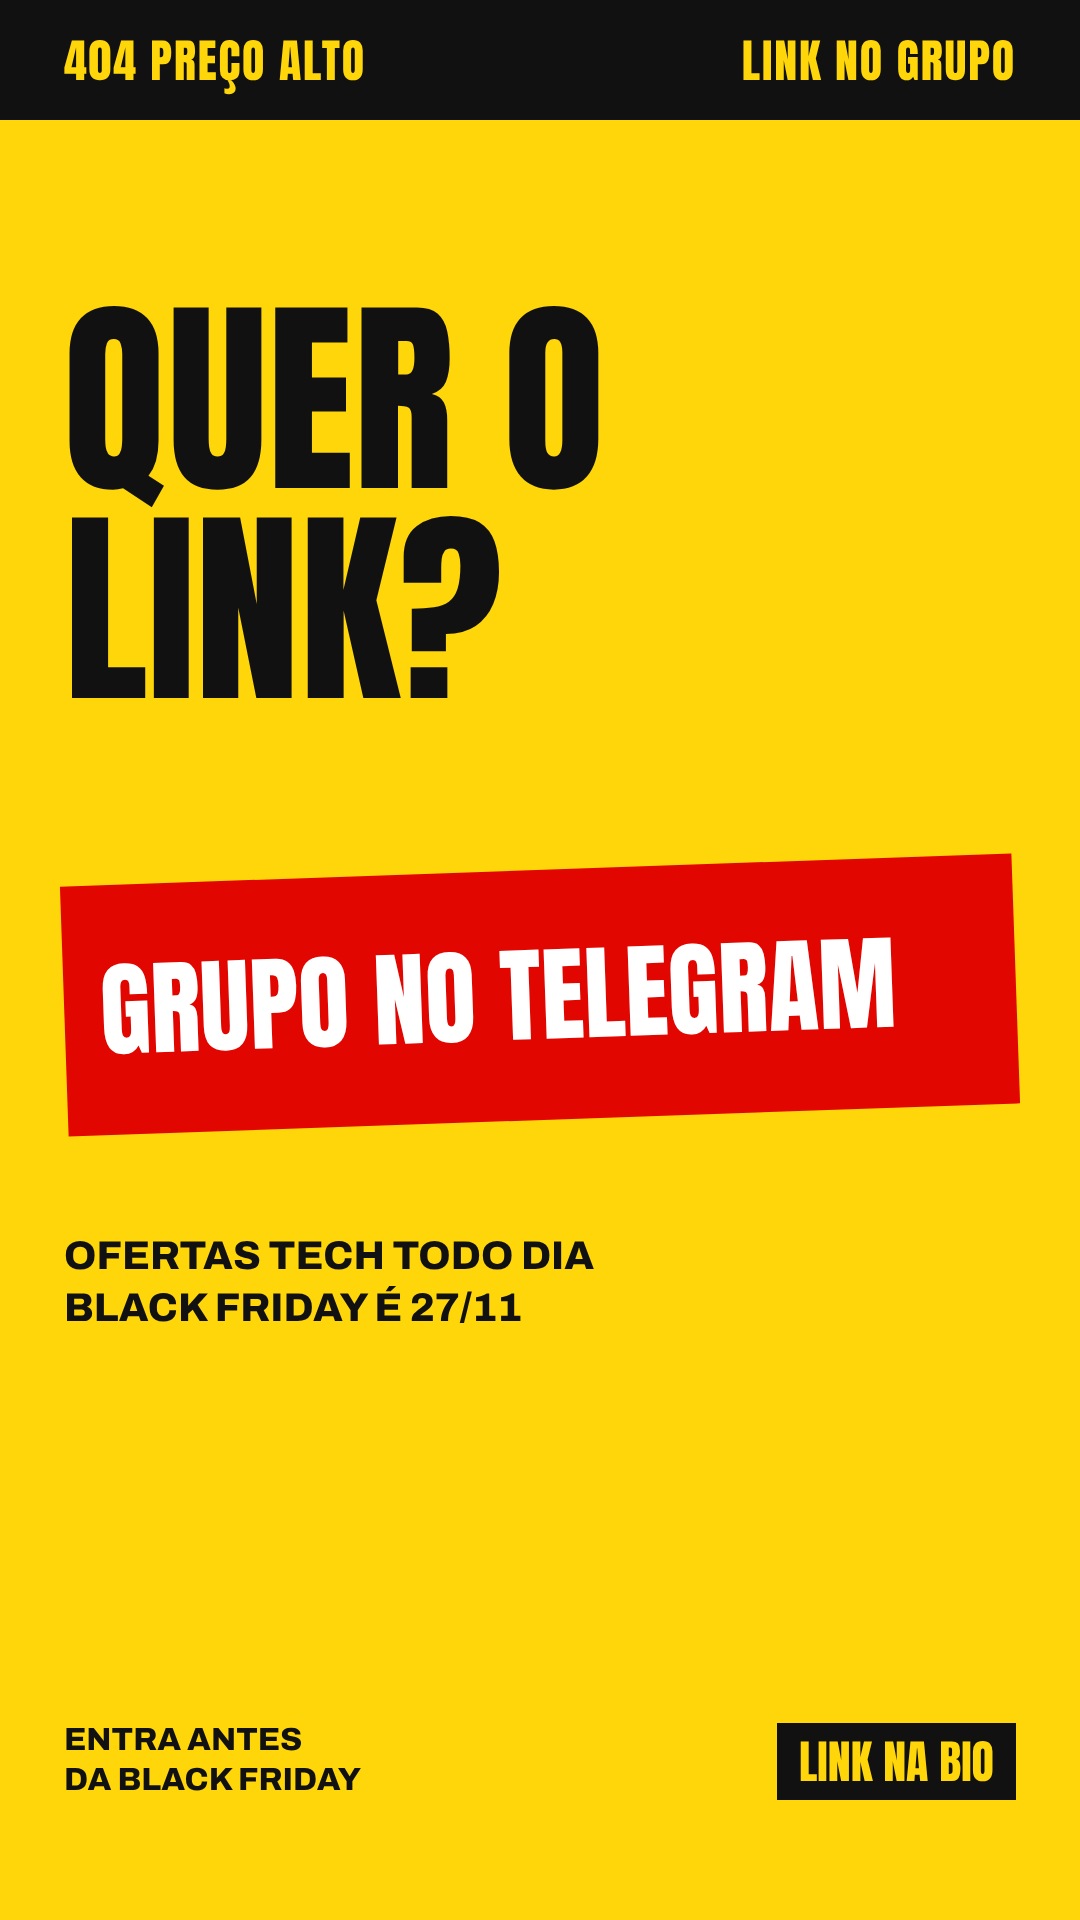 404 PREÇO ALTO
LINK NO GRUPO
QUER O
LINK?
GRUPO NO TELEGRAM
OFERTAS TECH TODO DIA
BLACK FRIDAY É 27/11
ENTRA ANTES
DA BLACK FRIDAY
LINK NA BIO